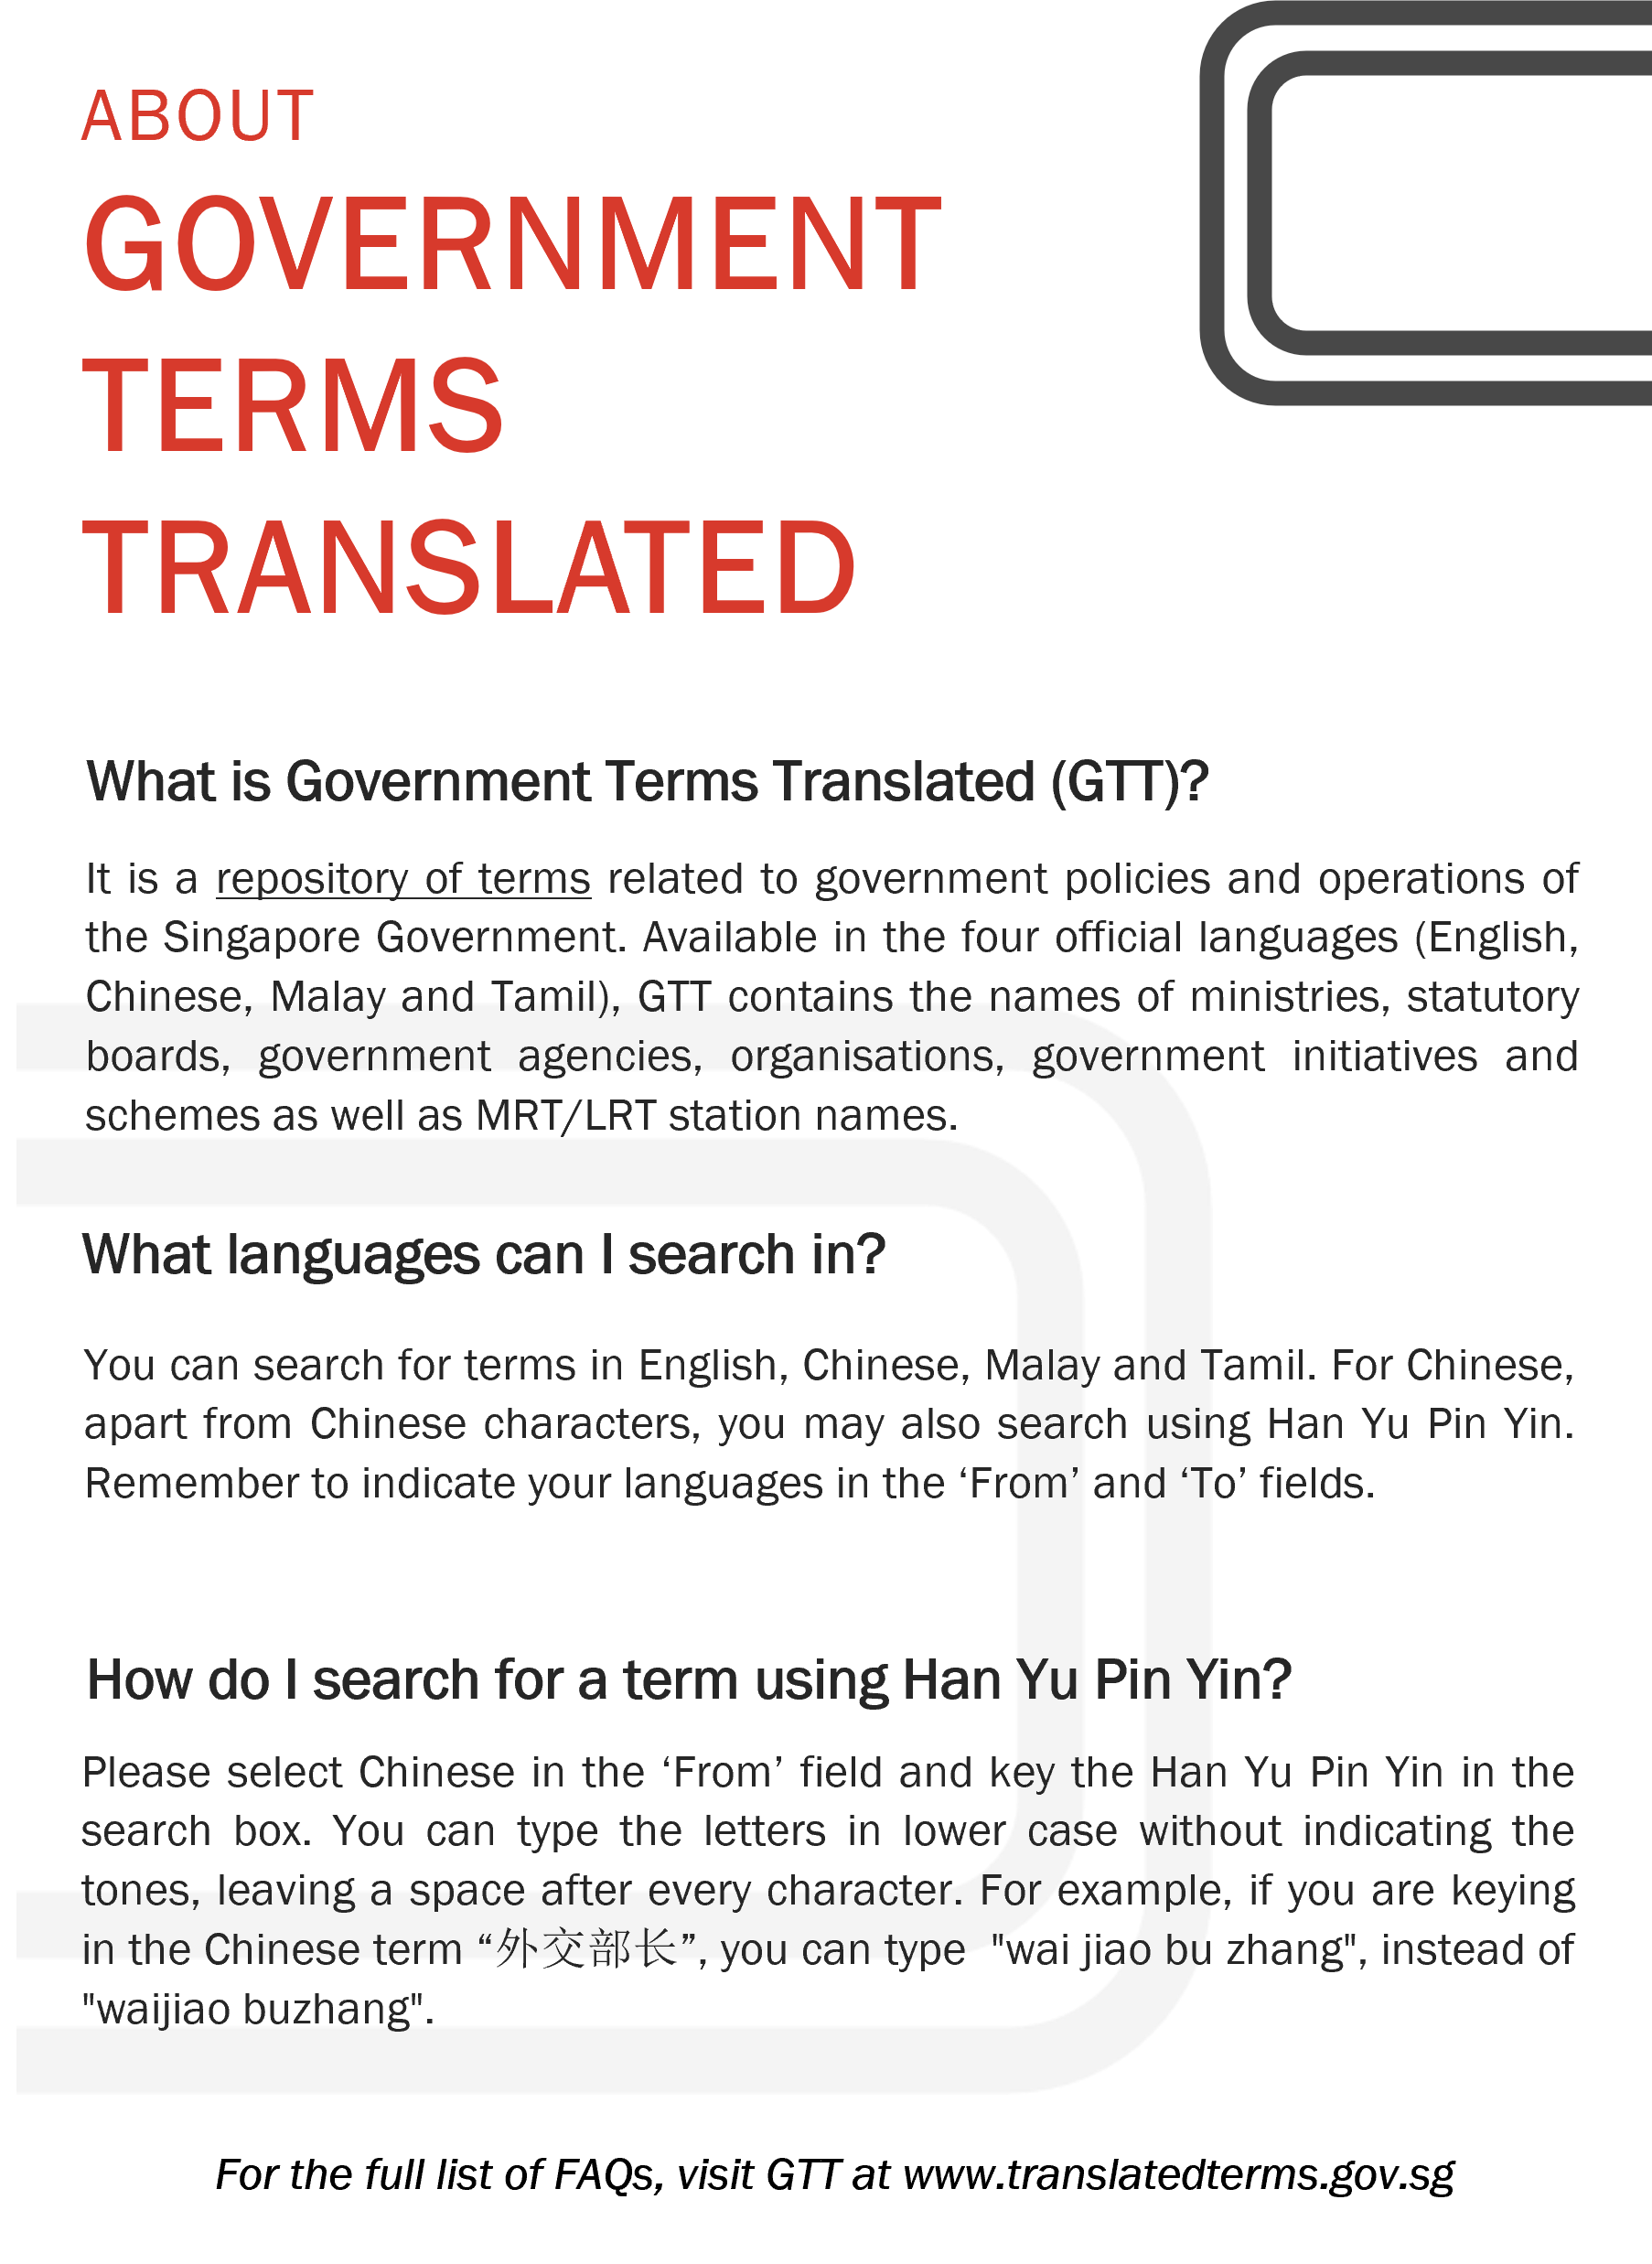 ABOUT
GOVERNMENT
TERMS
TRANSLATED
What is Government Terms Translated (GTT)?
It is a repository of terms related to government policies and operations of
the Singapore Government. Available in the four official languages (English,
Chinese, Malay and Tamil), GTT contains the names of ministries, statutory
boards, government agencies, organisations, government initiatives and
schemes as well as MRT/LRT station names.
What languages can I search in?
You can search for terms in English, Chinese, Malay and Tamil. For Chinese,
apart from Chinese characters, you may also search using Han Yu Pin Yin.
Remember to indicate your languages in the ‘From’ and ‘To’ fields.
How do I search for a term using Han Yu Pin Yin?
Please select Chinese in the ‘From’ field and key the Han Yu Pin Yin in the
search box. You can type the letters in lower case without indicating the
tones, leaving a space after every character. For example, if you are keying
in the Chinese term “外交部长”, you can type "wai jiao bu zhang", instead of
"waijiao buzhang".
For the full list of FAQs, visit GTT at www.translatedterms.gov.sg